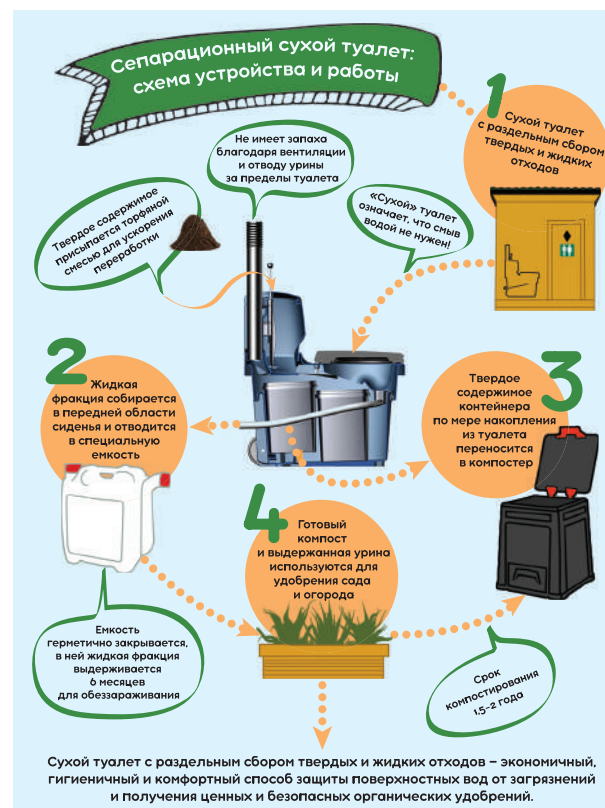 Сепарационный сухой туалет:
схема устройства и работы
1
Сухой туалет
с раздельным сбором
твердых и жидких
отходов
Не имеет запаха
благодаря вентиляции
и отводу урины
за пределы туалета
Твердое содержимое
присыпается торфяной
смесью для ускорения
переработки
«Сухой» туалет
означает, что смыв
водой не нужен!
2
Жидкая
фракция собирается
в передней области
сиденья и отводится
в специальную
емкость
3
Твердое
содержимое
контейнера
по мере накопления
из туалета
переносится
в компостер
4
Готовый
компост
и выдержанная урина
используются для
удобрения сада
и огорода
Емкость
герметично закрывается,
в ней жидкая фракция
выдерживается
6 месяцев
для обеззараживания
Срок
компостирования
1,5-2 года
Сухой туалет с раздельным сбором твердых и жидких отходов – экономичный,
гигиеничный и комфортный способ защиты поверхностных вод от загрязнений
и получения ценных и безопасных органических удобрений.